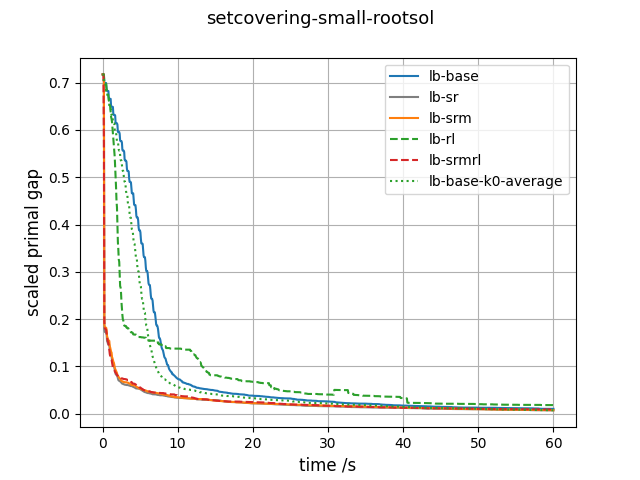 setcovering-small-rootsol
scaled primal gap
0.7
0.6
0.5
0.4
0.3
0.2
0.1
0.0
lb-base
lb-sr
lb-srm
lb-rl
lb-srmrl
lb-base-k0-average
0 10 20 30 40 50 60
time /s